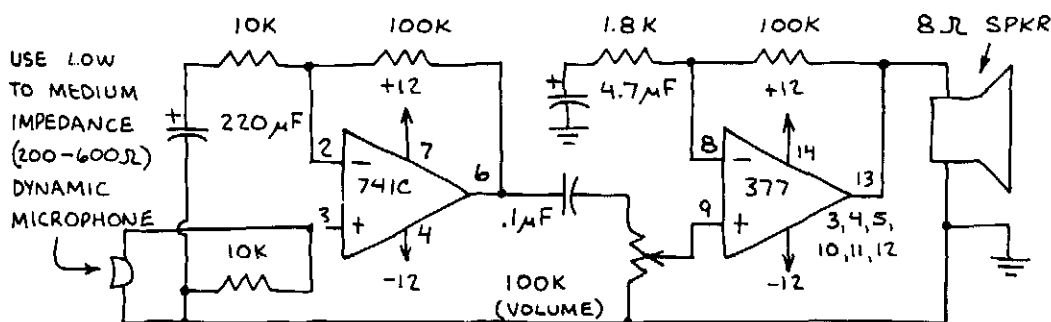 USE LOW
TO MEDIUM
IMPEDANCE
(200-600Ω)
DYNAMIC
MICROPHONE
10K
100K
1.8K
100K
8Ω SPKR
+
220µF
+12
+
4.7µF
+12
2
-
7
741C
6
3
+
4
-12
10K
.1µF
100K
(VOLUME)
8
-
14
377
13
9
+
3,4,5,
10,11,12
-12